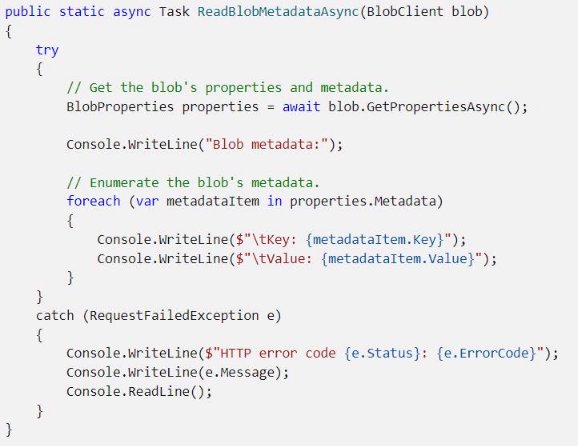 public static async Task ReadBlobMetadataAsync(BlobClient blob)
{
    try
    {
        // Get the blob's properties and metadata.
        BlobProperties properties = await blob.GetPropertiesAsync();

        Console.WriteLine("Blob metadata:");

        // Enumerate the blob's metadata.
        foreach (var metadataItem in properties.Metadata)
        {
            Console.WriteLine($"\tKey: {metadataItem.Key}");
            Console.WriteLine($"\tValue: {metadataItem.Value}");
        }
    }
    catch (RequestFailedException e)
    {
        Console.WriteLine($"HTTP error code {e.Status}: {e.ErrorCode}");
        Console.WriteLine(e.Message);
        Console.ReadLine();
    }
}